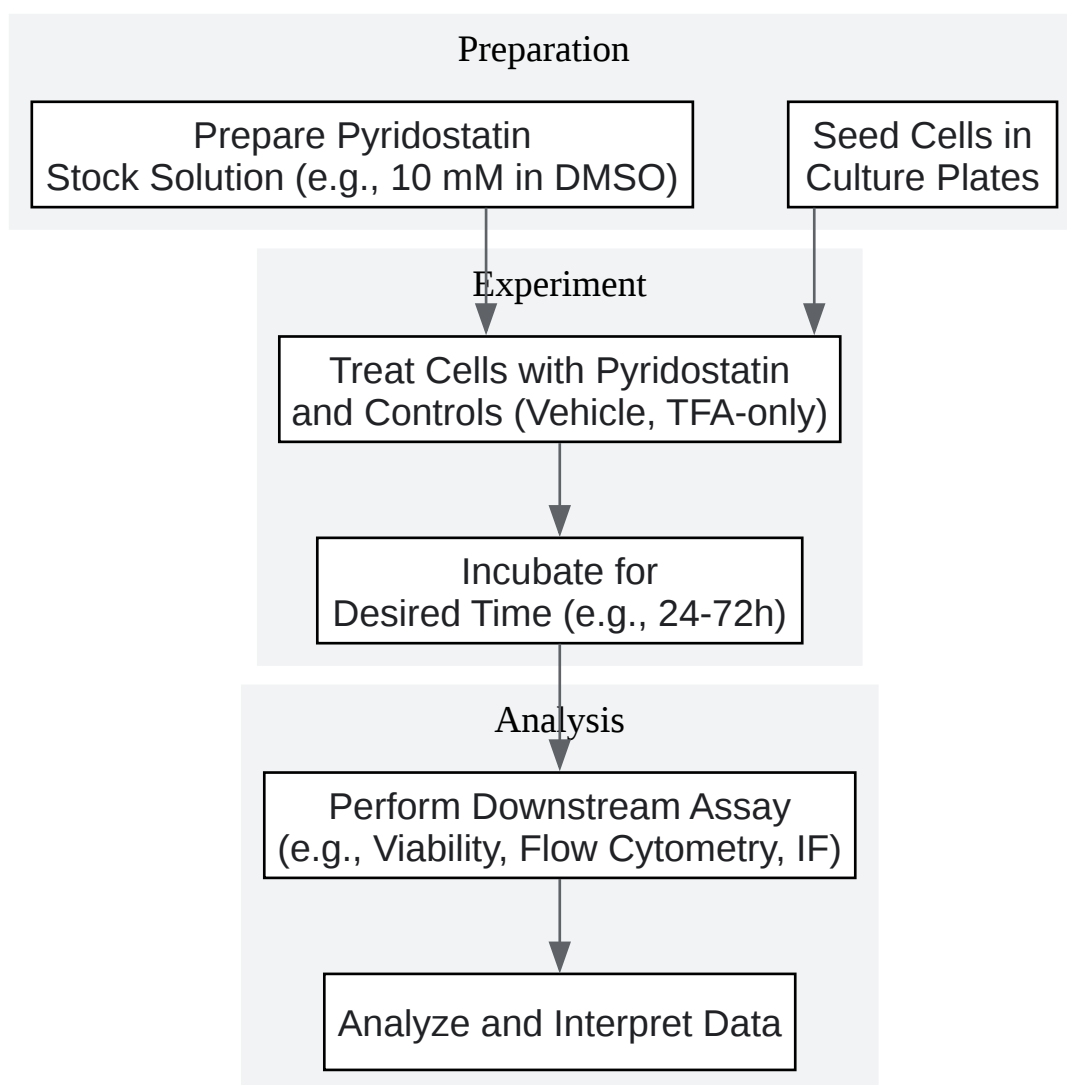 Preparation
Prepare Pyridostatin
Stock Solution (e.g., 10 mM in DMSO)
Seed Cells in
Culture Plates
Experiment
Treat Cells with Pyridostatin
and Controls (Vehicle, TFA-only)
Incubate for
Desired Time (e.g., 24-72h)
Analysis
Perform Downstream Assay
(e.g., Viability, Flow Cytometry, IF)
Analyze and Interpret Data